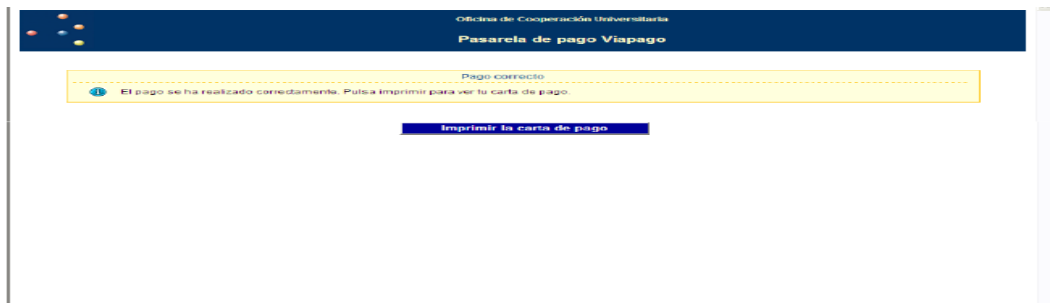 Oficina de Cooperación Universitaria
Pasarela de pago Viapago
Pago correcto
El pago se ha realizado correctamente. Pulsa imprimir para ver tu carta de pago.
Imprimir la carta de pago